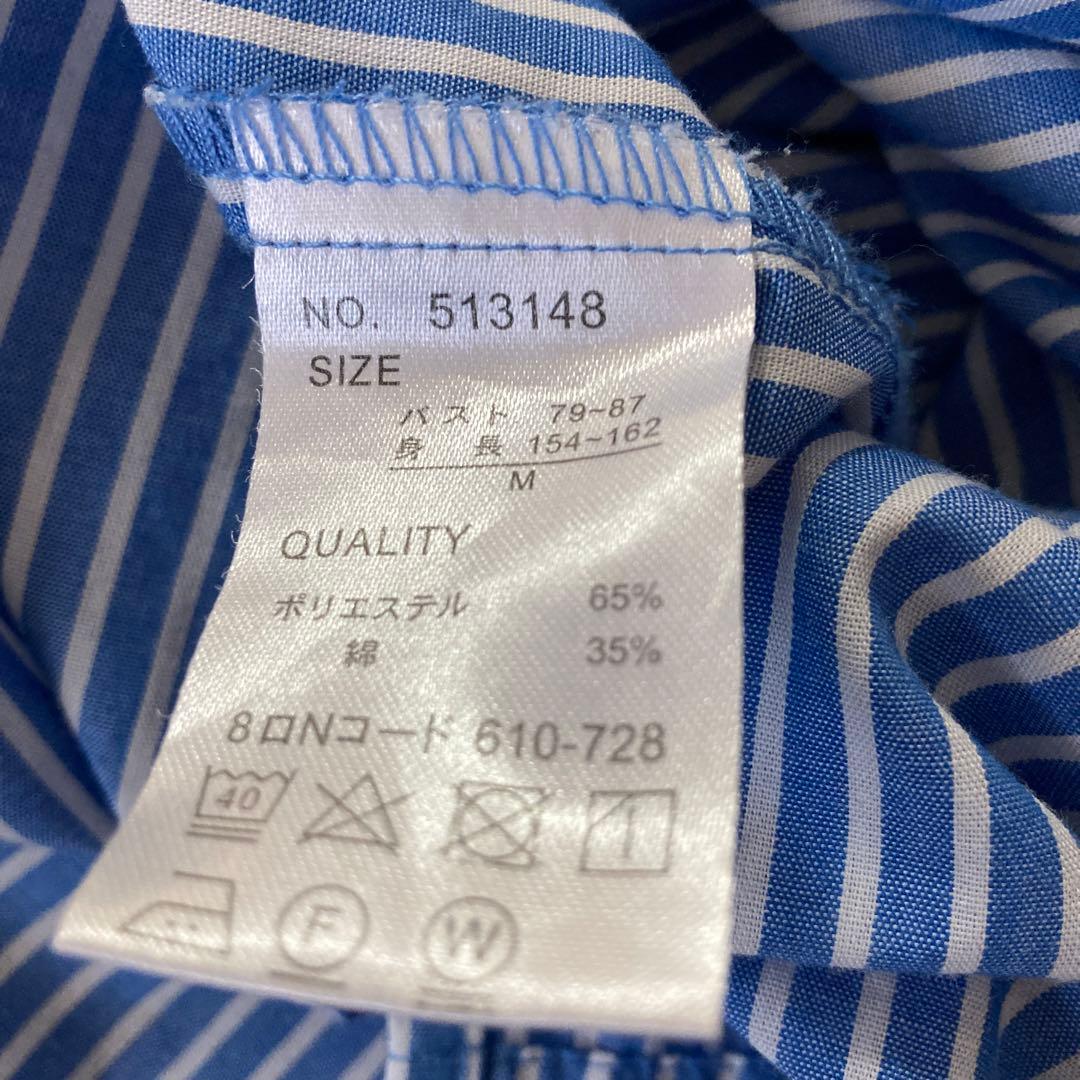 NO. 513148
SIZE
バスト 79~87
身長 154~162
M
QUALITY
ポリエステル 65%
綿 35%
8ロNコード 610-728
40
F
W